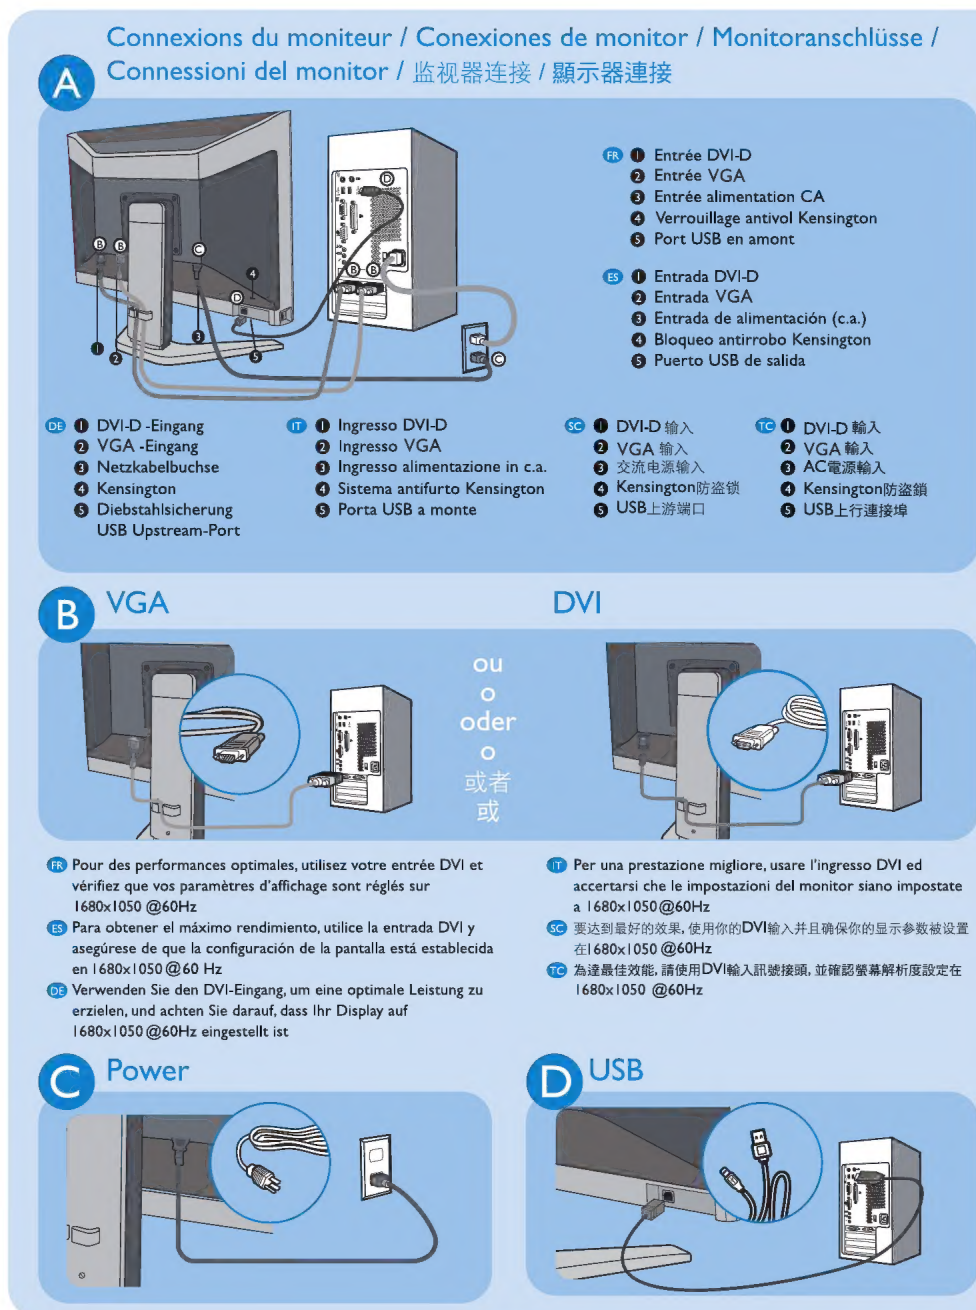 Connexions du moniteur / Conexiones de monitor / Monitoranschlüsse /
Connessioni del monitor / 监视器连接 / 顯示器連接
A
B
B
C
D
4
1
2
3
5
D
B
B
C
FR 1 Entrée DVI-D
2 Entrée VGA
3 Entrée alimentation CA
4 Verrouillage antivol Kensington
5 Port USB en amont
ES 1 Entrada DVI-D
2 Entrada VGA
3 Entrada de alimentación (c.a.)
4 Bloqueo antirrobo Kensington
5 Puerto USB de salida
DE 1 DVI-D -Eingang
2 VGA -Eingang
3 Netzkabelbuchse
4 Kensington
5 Diebstahlsicherung
USB Upstream-Port
IT 1 Ingresso DVI-D
2 Ingresso VGA
3 Ingresso alimentazione in c.a.
4 Sistema antifurto Kensington
5 Porta USB a monte
SC 1 DVI-D 输入
2 VGA 输入
3 交流电源输入
4 Kensington防盗锁
5 USB上游端口
TC 1 DVI-D 輸入
2 VGA 輸入
3 AC電源輸入
4 Kensington防盜鎖
5 USB上行連接埠
B
VGA
DVI
ou
o
oder
o
或者
或
FR Pour des performances optimales, utilisez votre entrée DVI et
vérifiez que vos paramètres d'affichage sont réglés sur
1680x1050 @60Hz
ES Para obtener el máximo rendimiento, utilice la entrada DVI y
asegúrese de que la configuración de la pantalla está establecida
en 1680x1050 @60 Hz
DE Verwenden Sie den DVI-Eingang, um eine optimale Leistung zu
erzielen, und achten Sie darauf, dass Ihr Display auf
1680x1050 @60Hz eingestellt ist
IT Per una prestazione migliore, usare l'ingresso DVI ed
accertarsi che le impostazioni del monitor siano impostate
a 1680x1050@60Hz
SC 要达到最好的效果, 使用你的DVI输入并且确保你的显示参数被设置
在1680x1050 @60Hz
TC 為達最佳效能, 請使用DVI輸入訊號接頭, 並確認螢幕解析度設定在
1680x1050 @60Hz
C
Power
D
USB